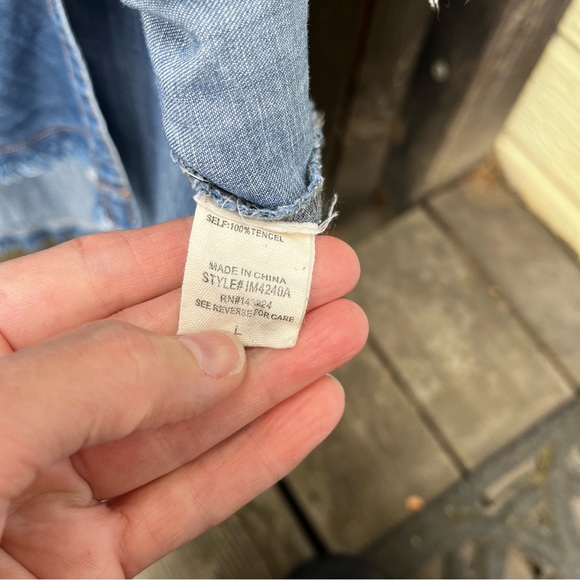 SELF:100%TENCEL
MADE IN CHINA
STYLE# IM4240A
SEE REVERSE FOR CARE
L